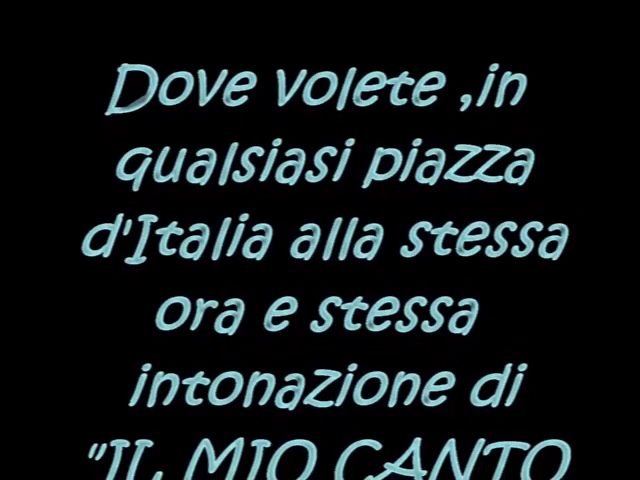 Dove volete ,in
qualsiasi piazza
d'Italia alla stessa
ora e stessa
intonazione di
"IL MIO CANTO